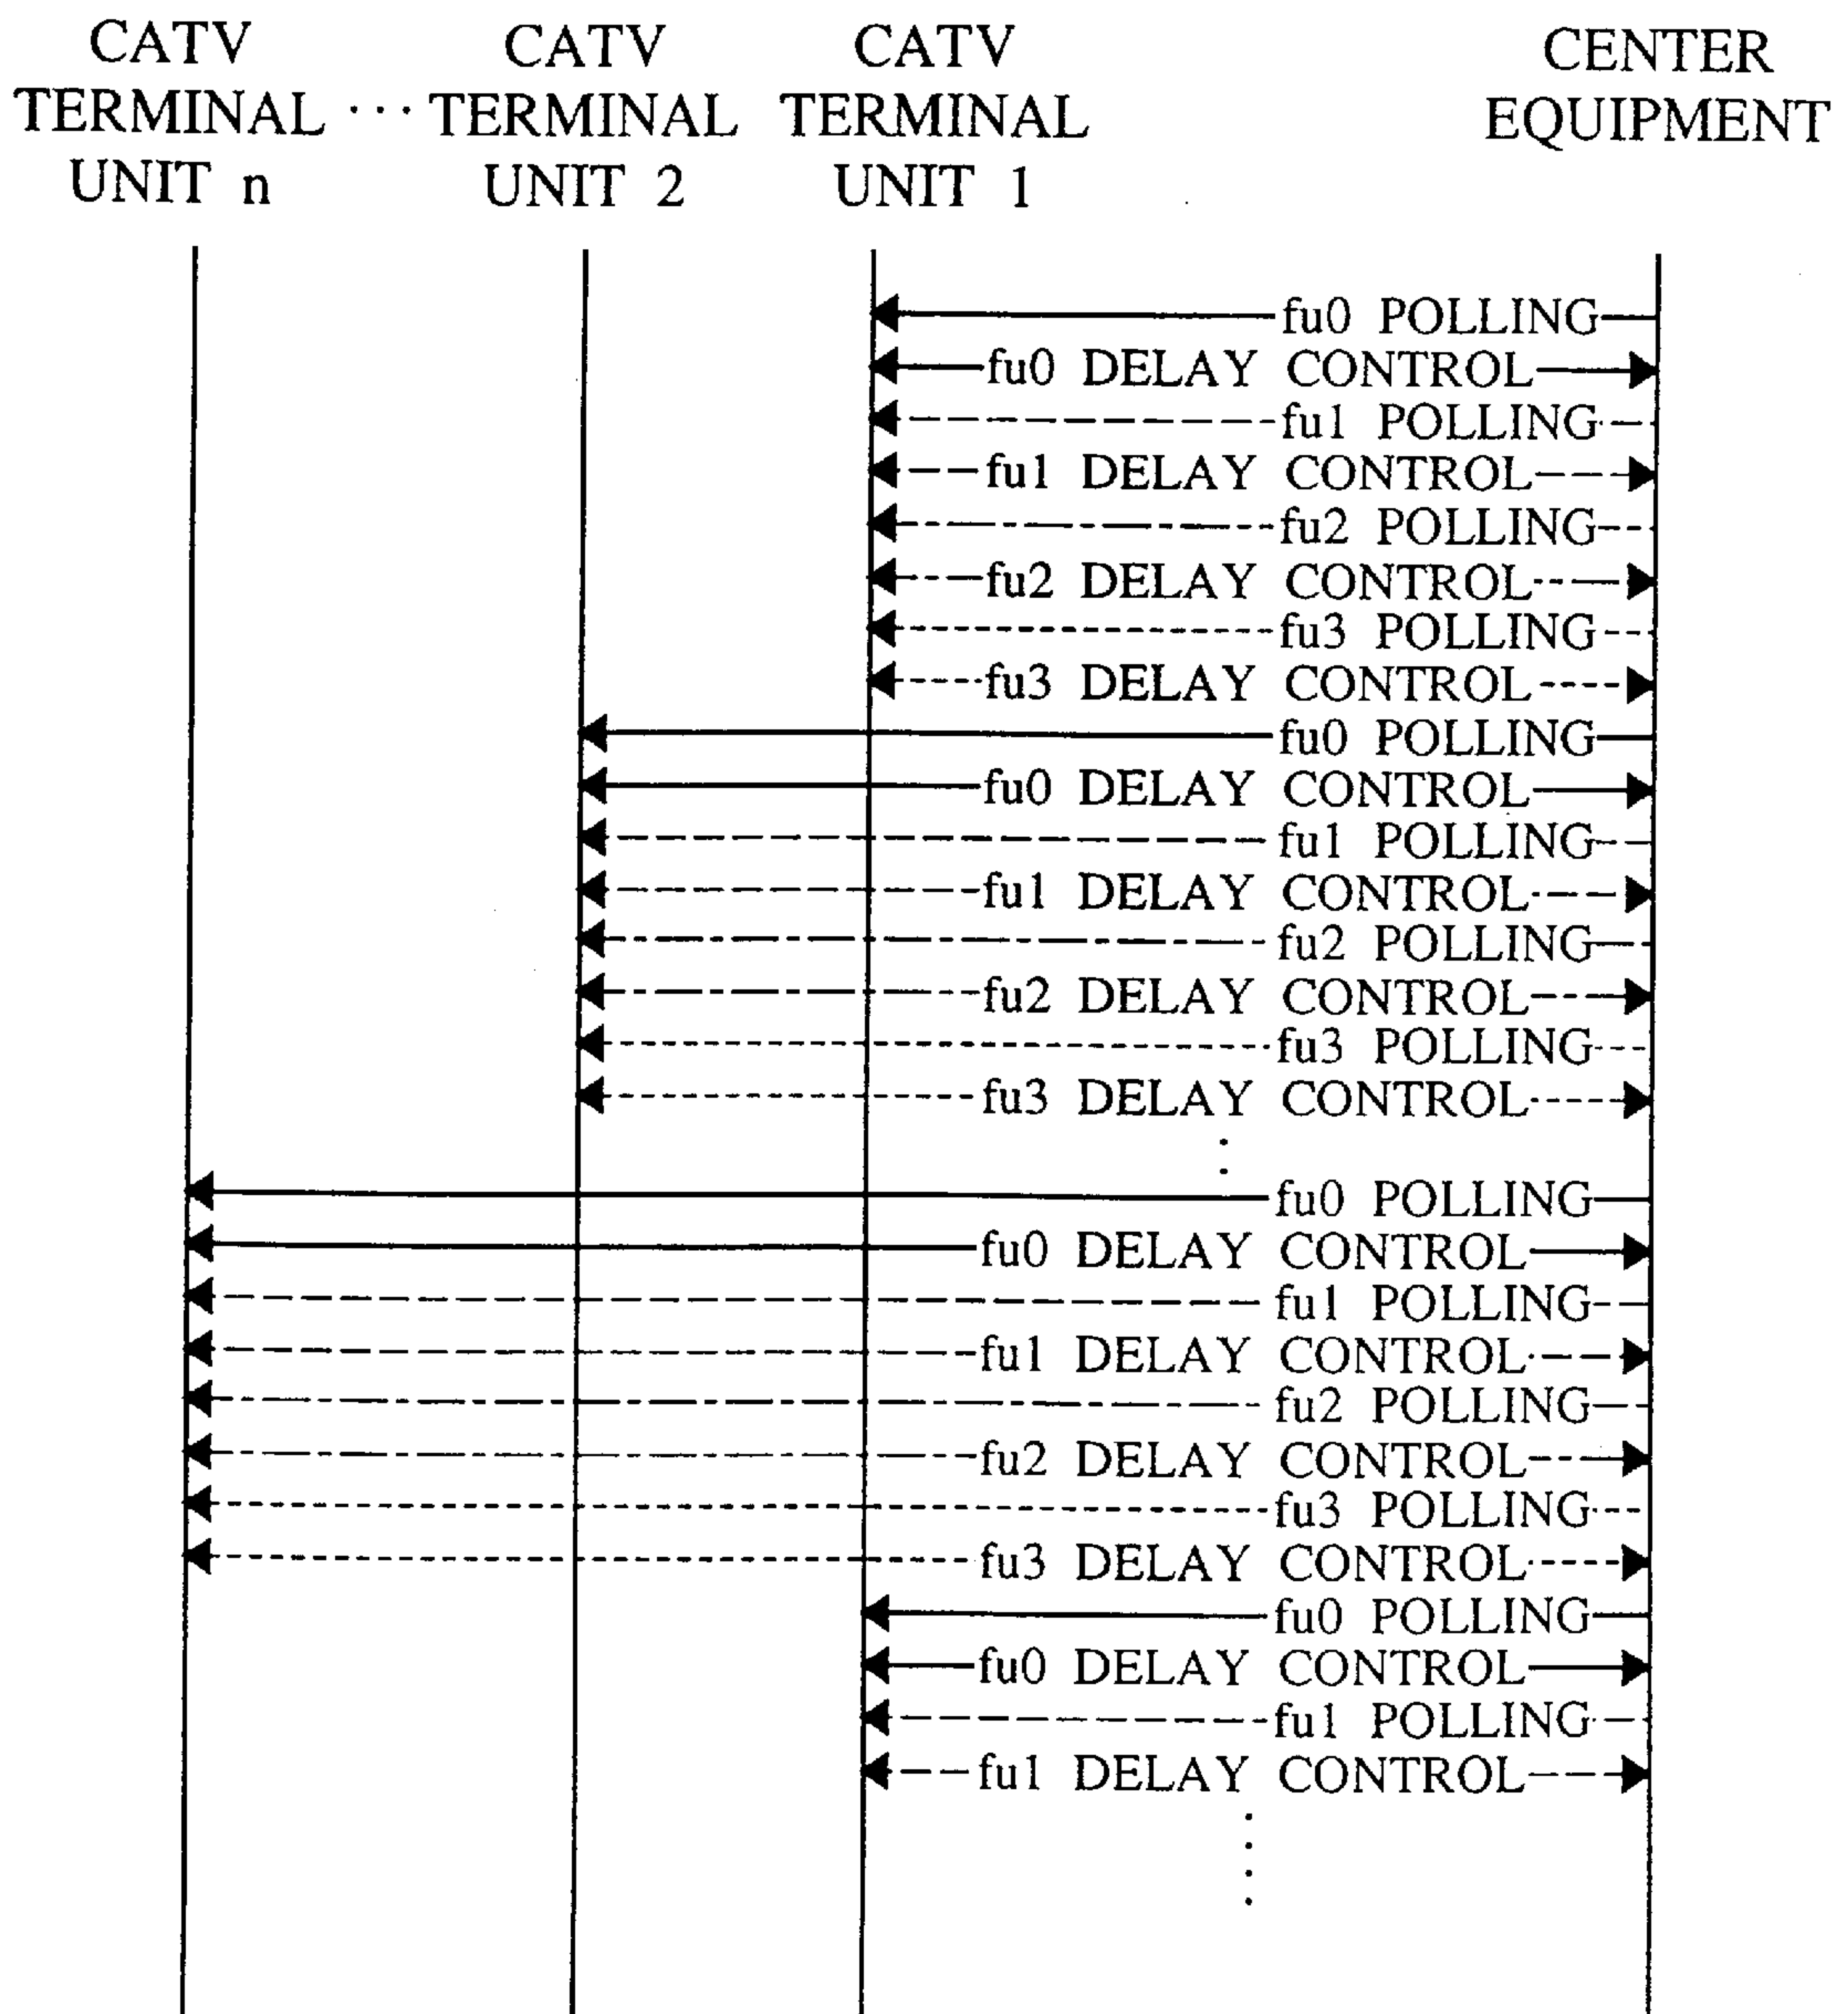 CATV
TERMINAL
UNIT n
...
CATV
TERMINAL
UNIT 2
CATV
TERMINAL
UNIT 1
CENTER
EQUIPMENT
fu0 POLLING
fu0 DELAY CONTROL
fu1 POLLING
fu1 DELAY CONTROL
fu2 POLLING
fu2 DELAY CONTROL
fu3 POLLING
fu3 DELAY CONTROL
fu0 POLLING
fu0 DELAY CONTROL
fu1 POLLING
fu1 DELAY CONTROL
fu2 POLLING
fu2 DELAY CONTROL
fu3 POLLING
fu3 DELAY CONTROL
fu0 POLLING
fu0 DELAY CONTROL
fu1 POLLING
fu1 DELAY CONTROL
fu2 POLLING
fu2 DELAY CONTROL
fu3 POLLING
fu3 DELAY CONTROL
fu0 POLLING
fu0 DELAY CONTROL
fu1 POLLING
fu1 DELAY CONTROL